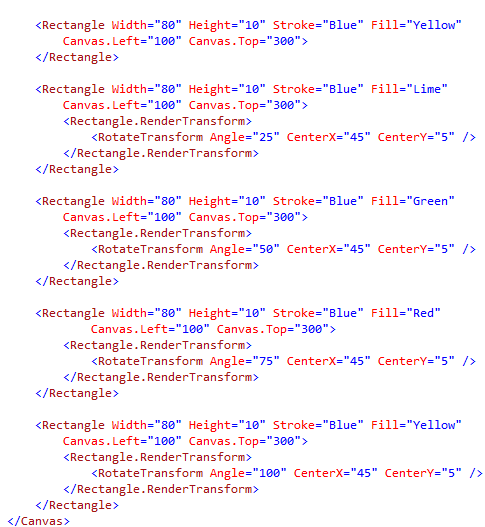 <Rectangle Width="80" Height="10" Stroke="Blue" Fill="Yellow"
Canvas.Left="100" Canvas.Top="300">
</Rectangle>
<Rectangle Width="80" Height="10" Stroke="Blue" Fill="Lime"
Canvas.Left="100" Canvas.Top="300">
<Rectangle.RenderTransform>
<RotateTransform Angle="25" CenterX="45" CenterY="5" />
</Rectangle.RenderTransform>
</Rectangle>
<Rectangle Width="80" Height="10" Stroke="Blue" Fill="Green"
Canvas.Left="100" Canvas.Top="300">
<Rectangle.RenderTransform>
<RotateTransform Angle="50" CenterX="45" CenterY="5" />
</Rectangle.RenderTransform>
</Rectangle>
<Rectangle Width="80" Height="10" Stroke="Blue" Fill="Red"
Canvas.Left="100" Canvas.Top="300">
<Rectangle.RenderTransform>
<RotateTransform Angle="75" CenterX="45" CenterY="5" />
</Rectangle.RenderTransform>
</Rectangle>
<Rectangle Width="80" Height="10" Stroke="Blue" Fill="Yellow"
Canvas.Left="100" Canvas.Top="300">
<Rectangle.RenderTransform>
<RotateTransform Angle="100" CenterX="45" CenterY="5" />
</Rectangle.RenderTransform>
</Rectangle>
</Canvas>